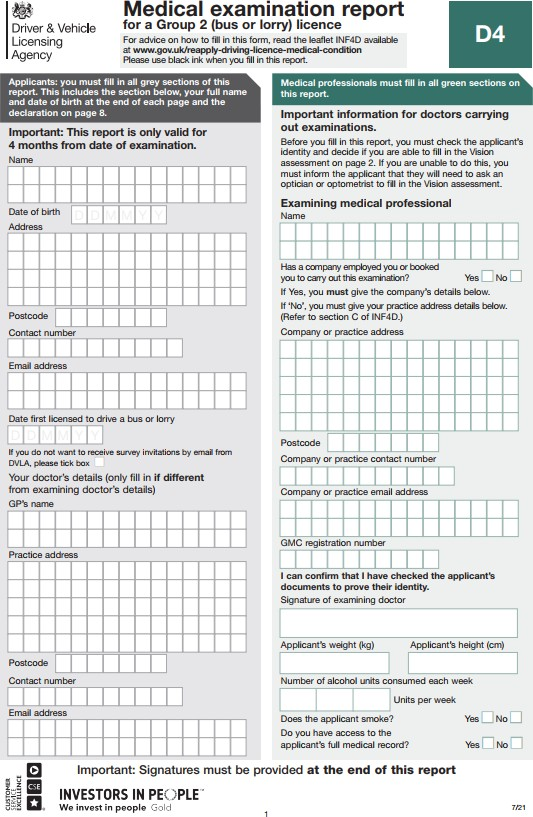 Driver & Vehicle
Licensing
Agency
Medical examination report
for a Group 2 (bus or lorry) licence
For advice on how to fill in this form, read the leaflet INF4D available
at www.gov.uk/reapply-driving-licence-medical-condition
Please use black ink when you fill in this report.
D4
Applicants: you must fill in all grey sections of
this report. This includes the section below, your full name
and date of birth at the end of each page and the
declaration on page 8.
Important: This report is only valid for
4 months from date of examination.
Name
Date of birth
D D M M Y Y
Address
Postcode
Contact number
Email address
Date first licensed to drive a bus or lorry
D D M M Y Y
If you do not want to receive survey invitations by email from
DVLA, please tick box
Your doctor's details (only fill in if different
from examining doctor's details)
GP's name
Practice address
Postcode
Contact number
Email address
Medical professionals must fill in all green sections on
this report.
Important information for doctors carrying
out examinations.
Before you fill in this report, you must check the applicant's
identity and decide if you are able to fill in the Vision
assessment on page 2. If you are unable to do this, you
must inform the applicant that they will need to ask an
optician or optometrist to fill in the Vision assessment.
Examining medical professional
Name
Has a company employed you or booked
you to carry out this examination? Yes No
If Yes, you must give the company's details below.
If 'No', you must give your practice address details below.
(Refer to section C of INF4D.)
Company or practice address
Postcode
Company or practice contact number
Company or practice email address
GMC registration number
I can confirm that I have checked the applicant's
documents to prove their identity.
Signature of examining doctor
Applicant's weight (kg) Applicant's height (cm)
Number of alcohol units consumed each week
Units per week
Does the applicant smoke? Yes No
Do you have access to the
applicant's full medical record? Yes No
Important: Signatures must be provided at the end of this report
CUSTOMER
SERVICE
EXCELLENCE
CSE
INVESTORS IN PEOPLE™
We invest in people Gold
1
7/21